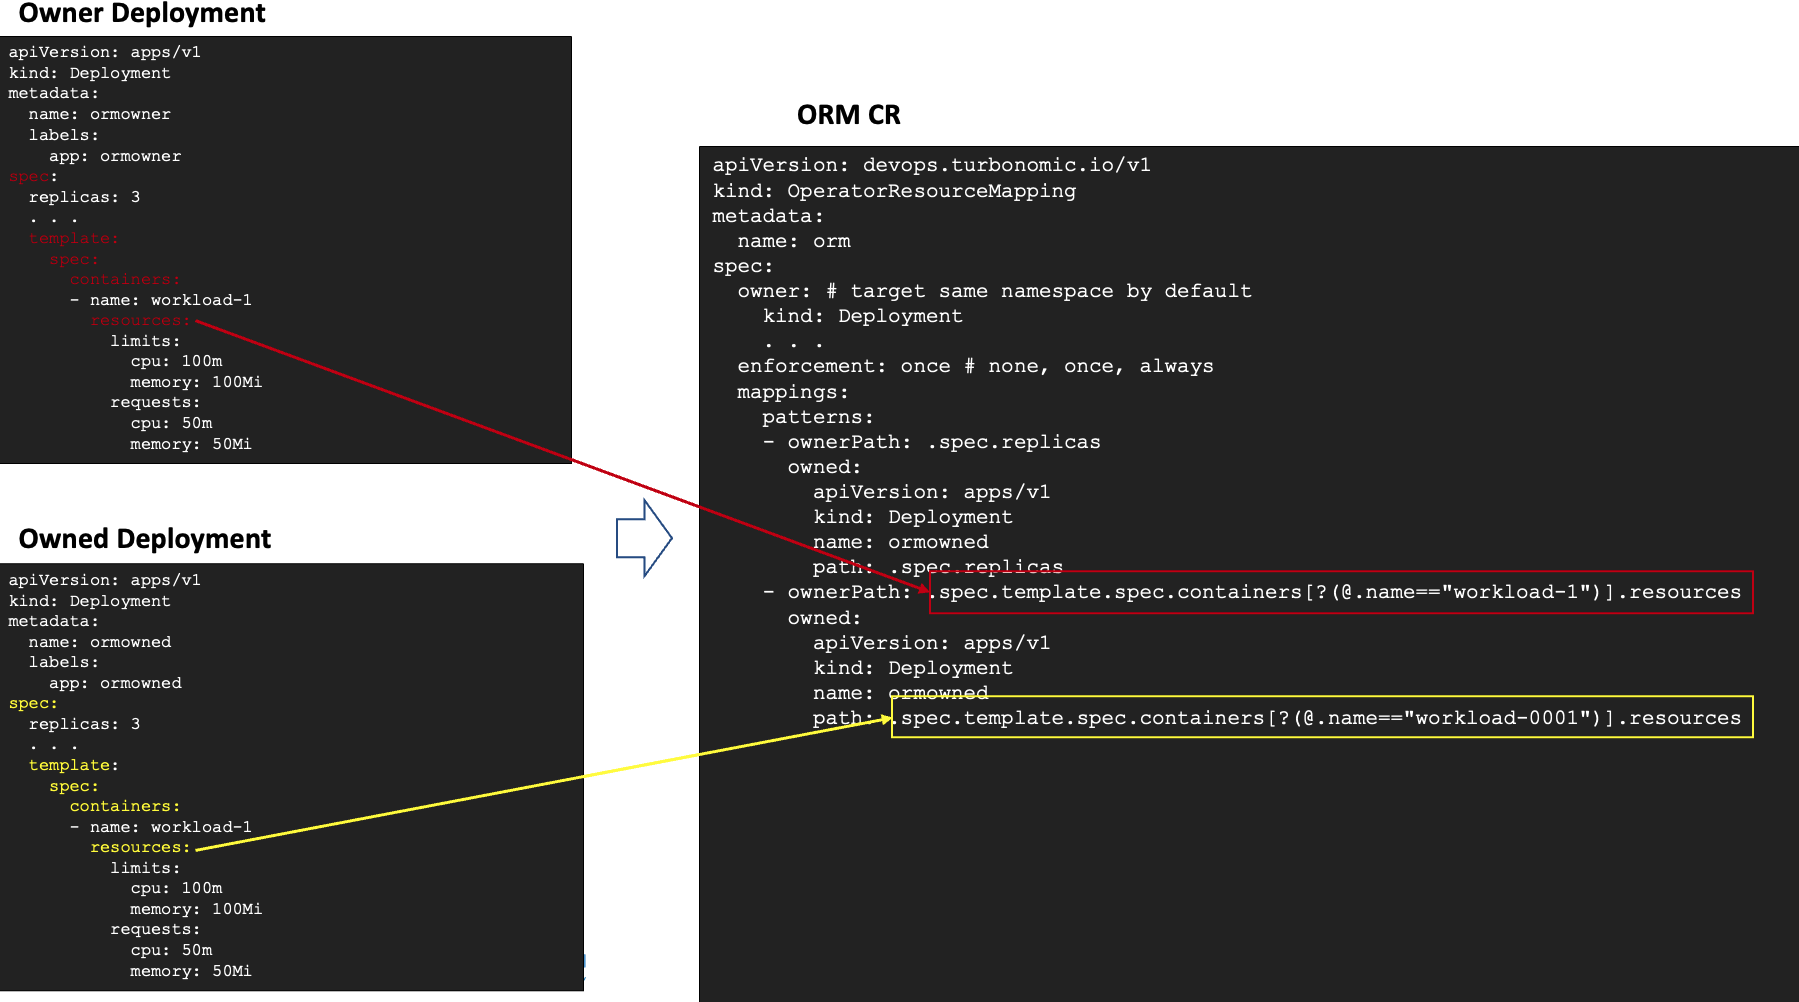 Owner Deployment
apiVersion: apps/v1
kind: Deployment
metadata:
  name: ormowner
  labels:
    app: ormowner
spec:
  replicas: 3
  . . .
  template:
    spec:
      containers:
      - name: workload-1
        resources:
          limits:
            cpu: 100m
            memory: 100Mi
          requests:
            cpu: 50m
            memory: 50Mi
Owned Deployment
apiVersion: apps/v1
kind: Deployment
metadata:
  name: ormowned
  labels:
    app: ormowned
spec:
  replicas: 3
  . . .
  template:
    spec:
      containers:
      - name: workload-1
        resources:
          limits:
            cpu: 100m
            memory: 100Mi
          requests:
            cpu: 50m
            memory: 50Mi
ORM CR
apiVersion: devops.turbonomic.io/v1
kind: OperatorResourceMapping
metadata:
  name: orm
spec:
  owner: # target same namespace by default
    kind: Deployment
    . . .
  enforcement: once # none, once, always
  mappings:
    patterns:
    - ownerPath: .spec.replicas
      owned:
        apiVersion: apps/v1
        kind: Deployment
        name: ormowned
        path: .spec.replicas
    - ownerPath: .spec.template.spec.containers[?(@.name=="workload-1")].resources
      owned:
        apiVersion: apps/v1
        kind: Deployment
        name: ormowned
        path: .spec.template.spec.containers[?(@.name=="workload-0001")].resources